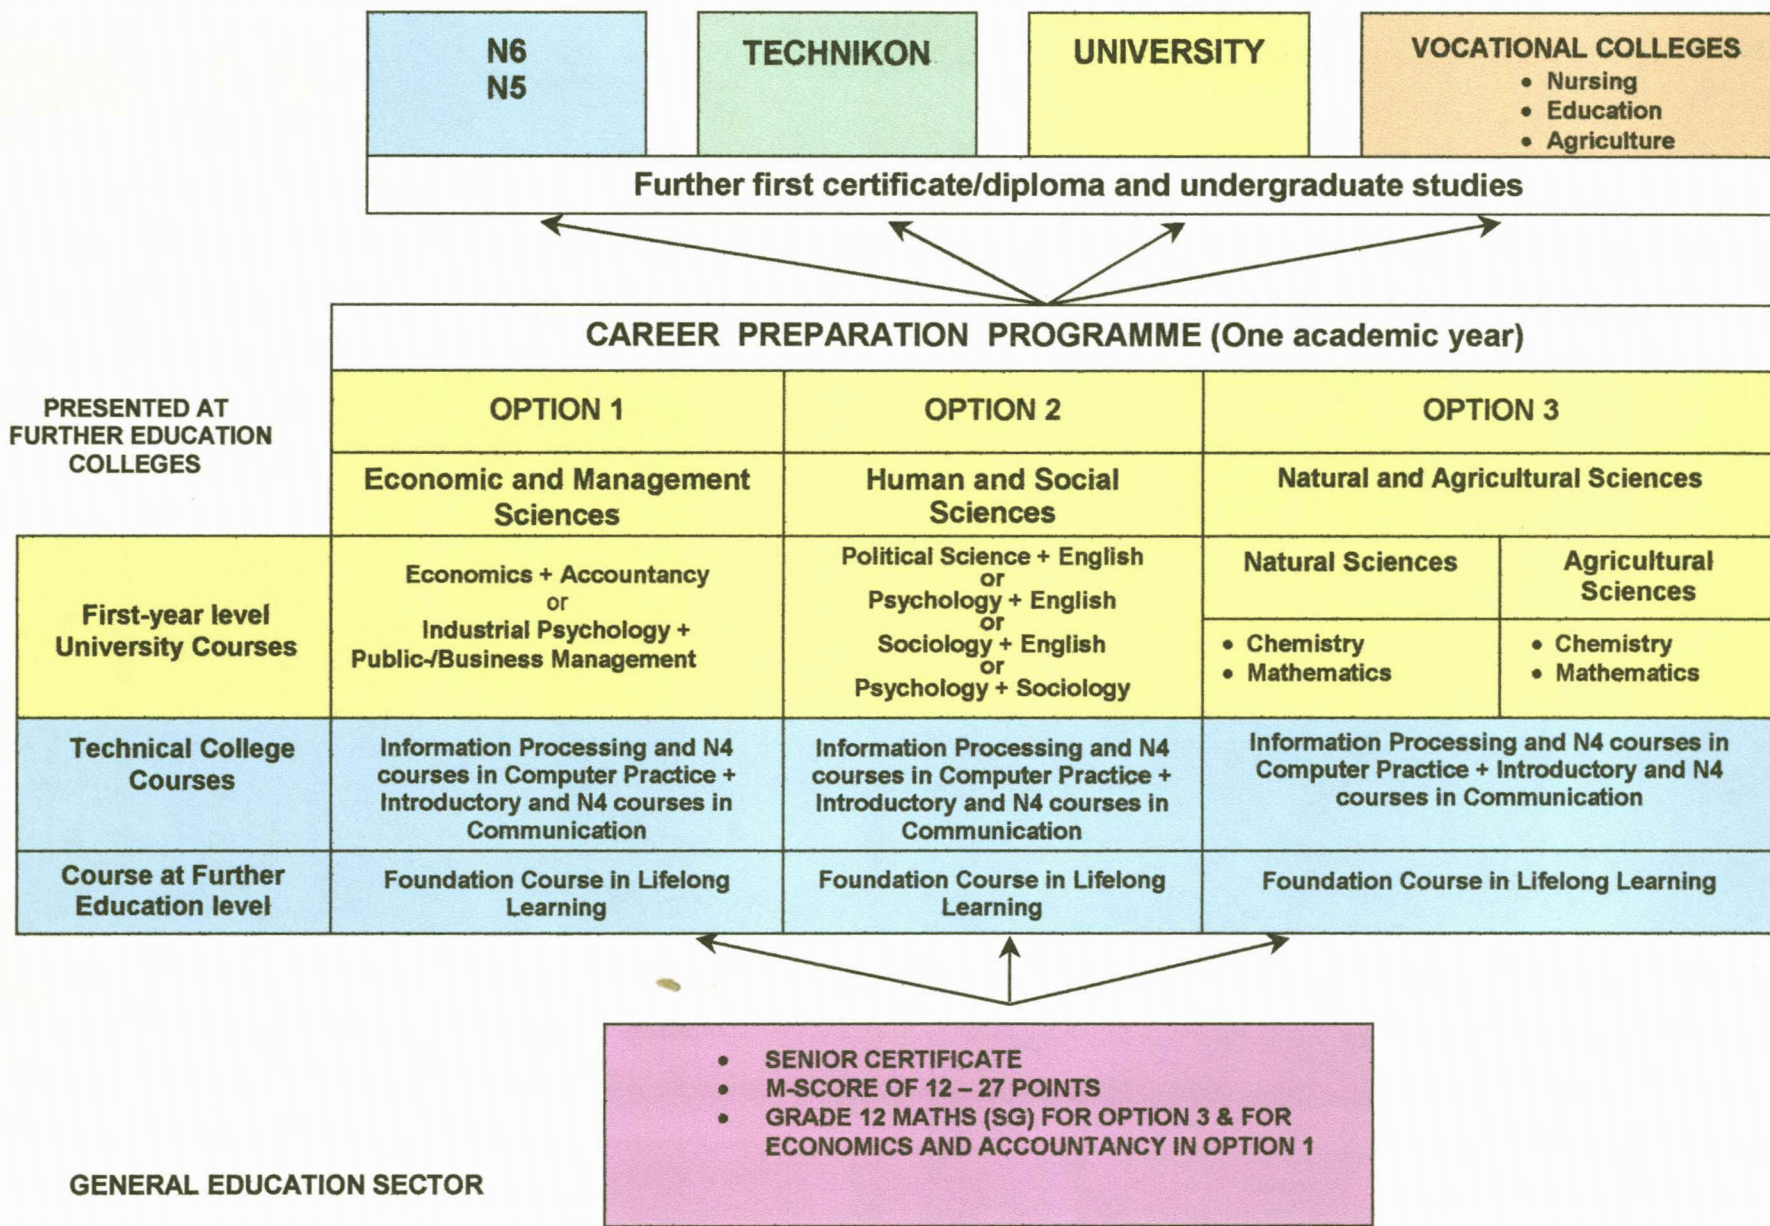 N6
N5
TECHNIKON
UNIVERSITY
VOCATIONAL COLLEGES
• Nursing
• Education
• Agriculture
Further first certificate/diploma and undergraduate studies
CAREER PREPARATION PROGRAMME (One academic year)
PRESENTED AT
FURTHER EDUCATION
COLLEGES
OPTION 1
OPTION 2
OPTION 3
Economic and Management
Sciences
Human and Social
Sciences
Natural and Agricultural Sciences
First-year level
University Courses
Economics + Accountancy
or
Industrial Psychology +
Public-/Business Management
Political Science + English
or
Psychology + English
or
Sociology + English
or
Psychology + Sociology
Natural Sciences
• Chemistry
• Mathematics
Agricultural
Sciences
• Chemistry
• Mathematics
Technical College
Courses
Information Processing and N4
courses in Computer Practice +
Introductory and N4 courses in
Communication
Information Processing and N4
courses in Computer Practice +
Introductory and N4 courses in
Communication
Information Processing and N4 courses in
Computer Practice + Introductory and N4
courses in Communication
Course at Further
Education level
Foundation Course in Lifelong
Learning
Foundation Course in Lifelong
Learning
Foundation Course in Lifelong Learning
• SENIOR CERTIFICATE
• M-SCORE OF 12 – 27 POINTS
• GRADE 12 MATHS (SG) FOR OPTION 3 & FOR
ECONOMICS AND ACCOUNTANCY IN OPTION 1
GENERAL EDUCATION SECTOR